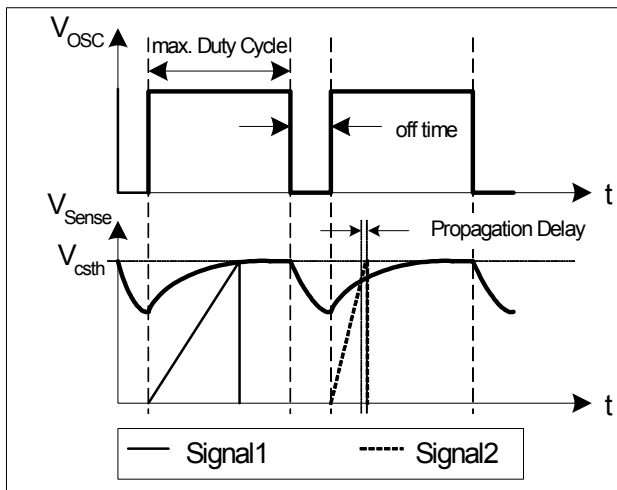 VOSC
max. Duty Cycle
off time
t
VSense
Propagation Delay
Vcsth
t
Signal1 Signal2